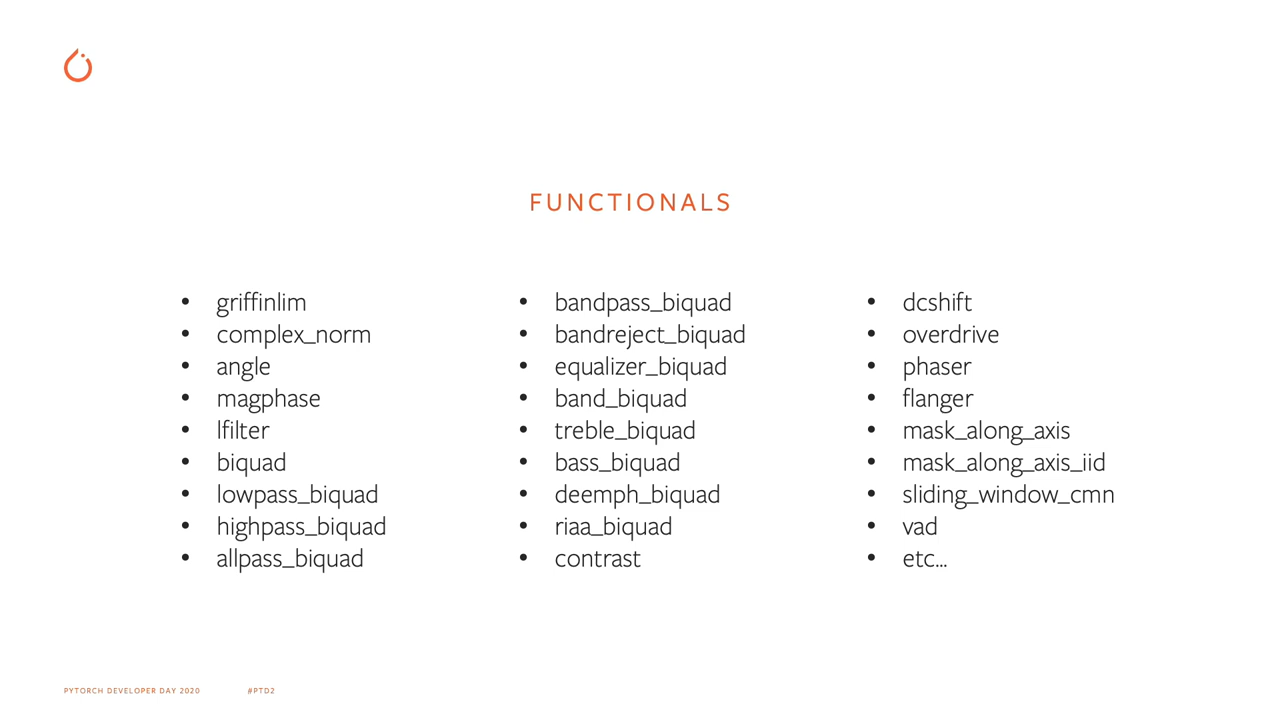 FUNCTIONALS
• griffinlim
• complex_norm
• angle
• magphase
• lfilter
• biquad
• lowpass_biquad
• highpass_biquad
• allpass_biquad
• bandpass_biquad
• bandreject_biquad
• equalizer_biquad
• band_biquad
• treble_biquad
• bass_biquad
• deemph_biquad
• riaa_biquad
• contrast
• dcshift
• overdrive
• phaser
• flanger
• mask_along_axis
• mask_along_axis_iid
• sliding_window_cmn
• vad
• etc...
PYTORCH DEVELOPER DAY 2020 #PTD2